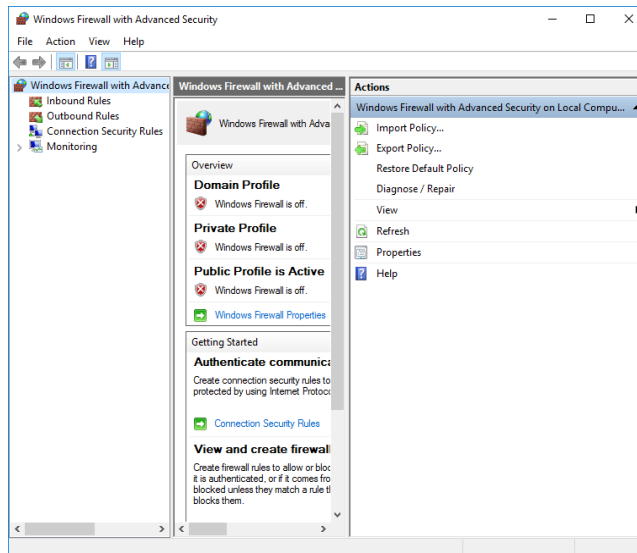 Windows Firewall with Advanced Security
File Action View Help
Windows Firewall with Advance
Inbound Rules
Outbound Rules
Connection Security Rules
Monitoring
Windows Firewall with Advanced ...
Windows Firewall with Adva
Overview
Domain Profile
Windows Firewall is off.
Private Profile
Windows Firewall is off.
Public Profile is Active
Windows Firewall is off.
Windows Firewall Properties
Getting Started
Authenticate communica
Create connection security rules to
protected by using Internet Protoco
Connection Security Rules
View and create firewall
Create firewall rules to allow or bloc
it is authenticated, or if it comes fro
blocked unless they match a rule th
blocks them.
Actions
Windows Firewall with Advanced Security on Local Compu...
Import Policy...
Export Policy...
Restore Default Policy
Diagnose / Repair
View
Refresh
Properties
Help